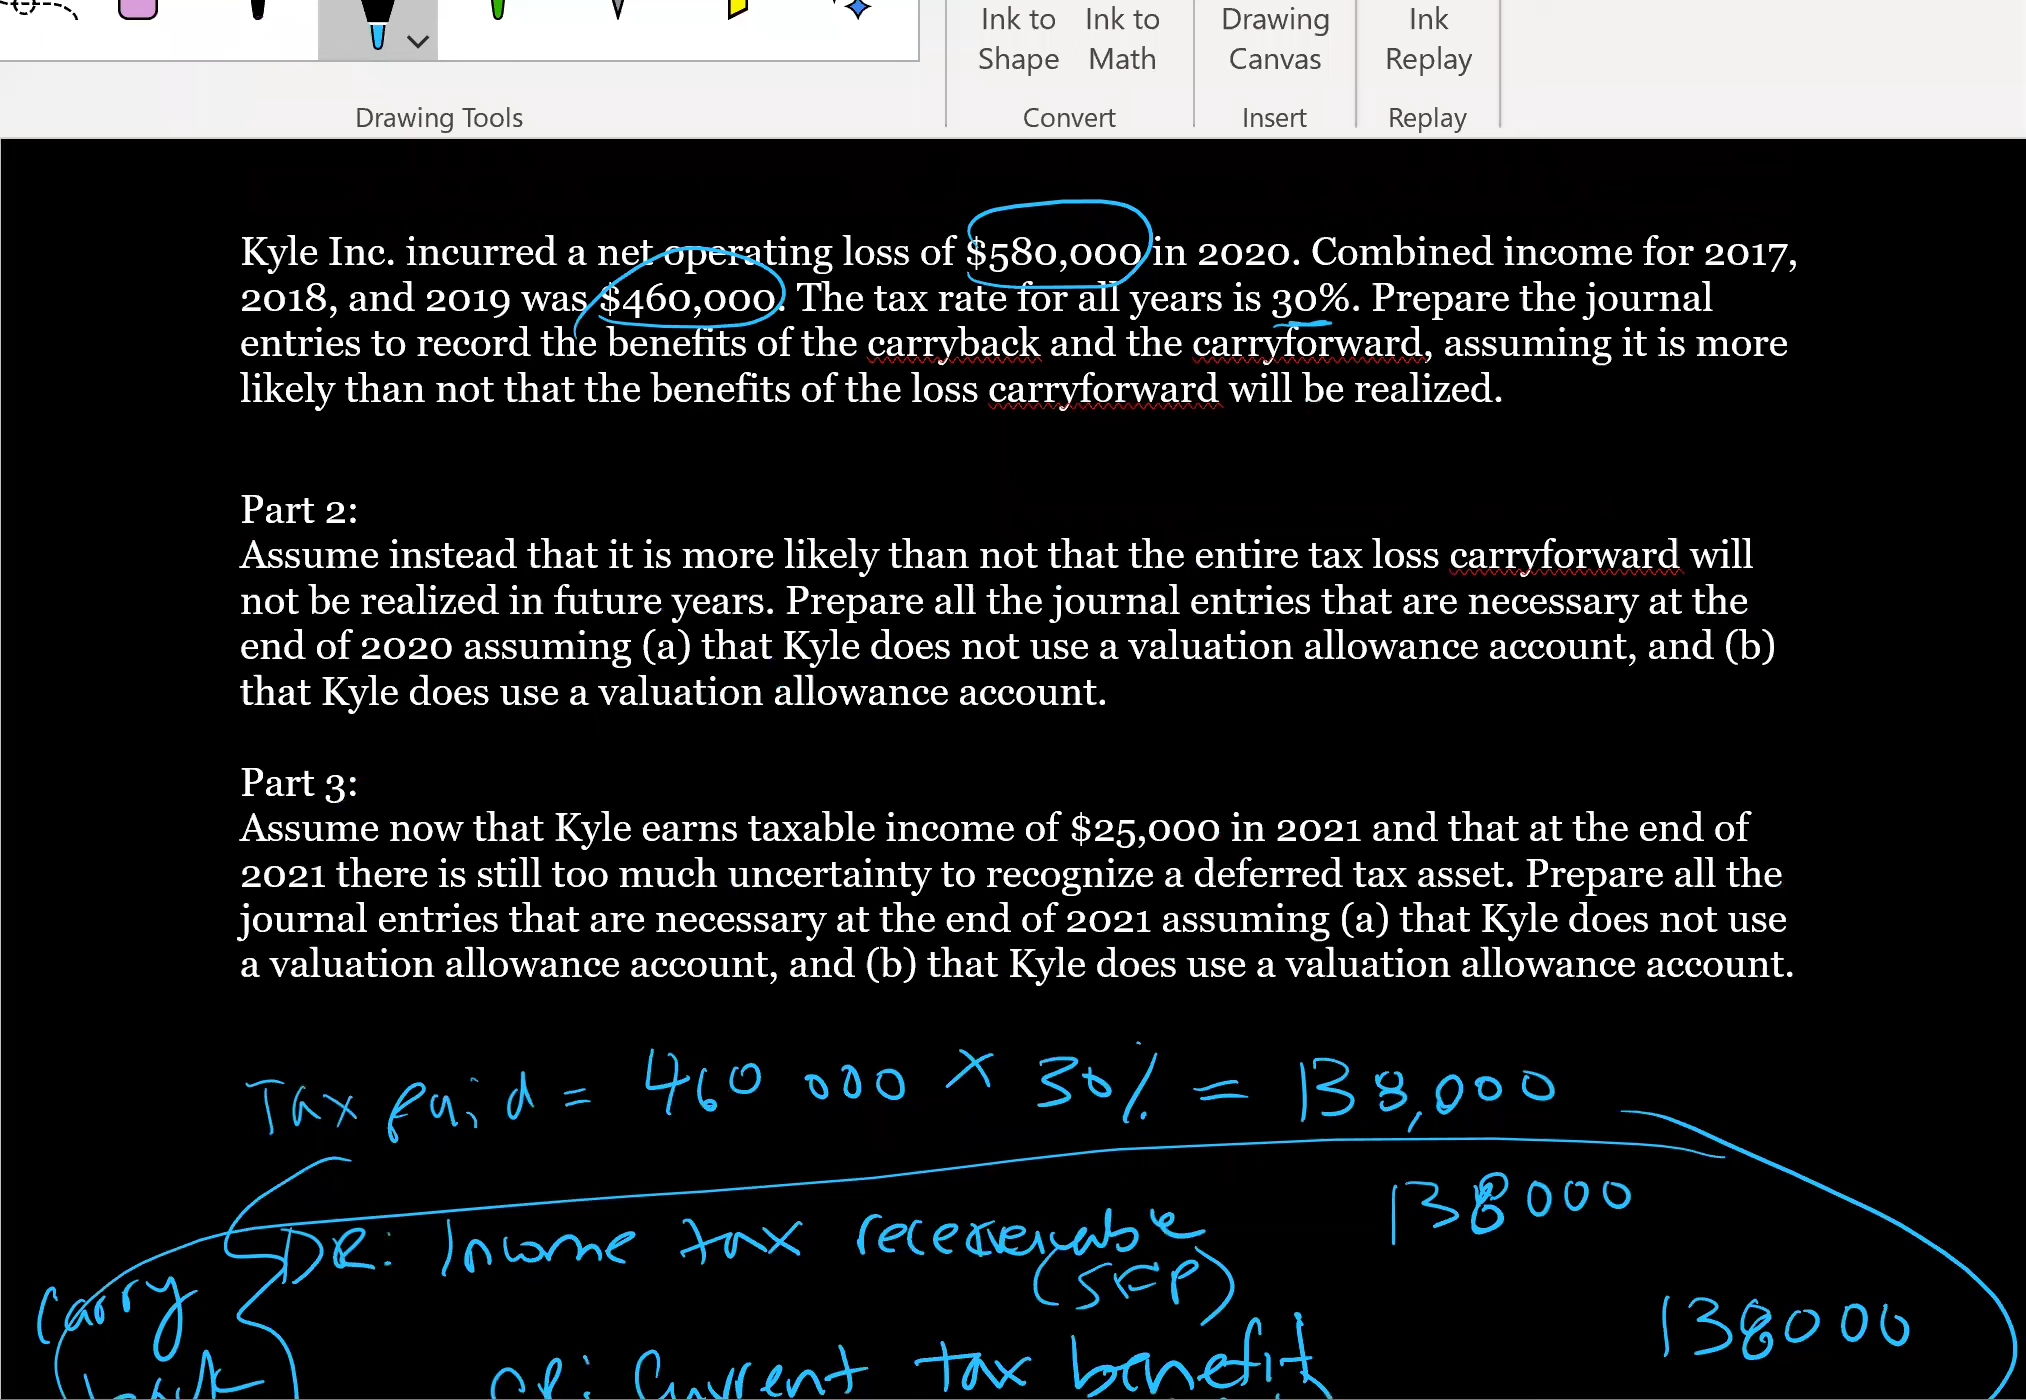 Ink to Shape
Ink to Math
Drawing Canvas
Ink Replay
Drawing Tools
Convert
Insert
Replay
Kyle Inc. incurred a net operating loss of $580,000 in 2020. Combined income for 2017,
2018, and 2019 was $460,000. The tax rate for all years is 30%. Prepare the journal
entries to record the benefits of the carryback and the carryforward, assuming it is more
likely than not that the benefits of the loss carryforward will be realized.
Part 2:
Assume instead that it is more likely than not that the entire tax loss carryforward will
not be realized in future years. Prepare all the journal entries that are necessary at the
end of 2020 assuming (a) that Kyle does not use a valuation allowance account, and (b)
that Kyle does use a valuation allowance account.
Part 3:
Assume now that Kyle earns taxable income of $25,000 in 2021 and that at the end of
2021 there is still too much uncertainty to recognize a deferred tax asset. Prepare all the
journal entries that are necessary at the end of 2021 assuming (a) that Kyle does not use
a valuation allowance account, and (b) that Kyle does use a valuation allowance account.
Tax paid = 460 000 × 30% = 138,000
DR: Income tax receivable 138000
(SFP)
Carry
back
CR: Current tax benefit 138000